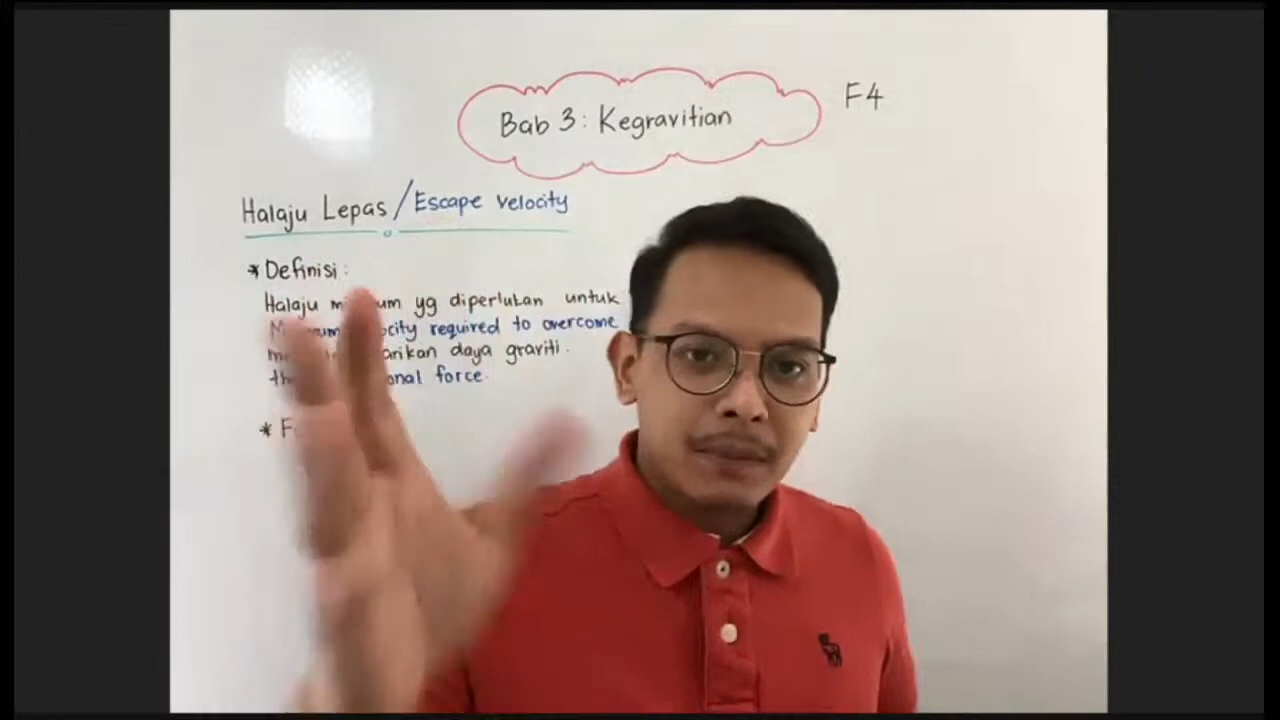 Bab 3: Kegravitian
F4
Halaju Lepas / Escape velocity
* Definisi:
Halaju yg diperlukan untuk
required to overcome
daya graviti.
force.
*